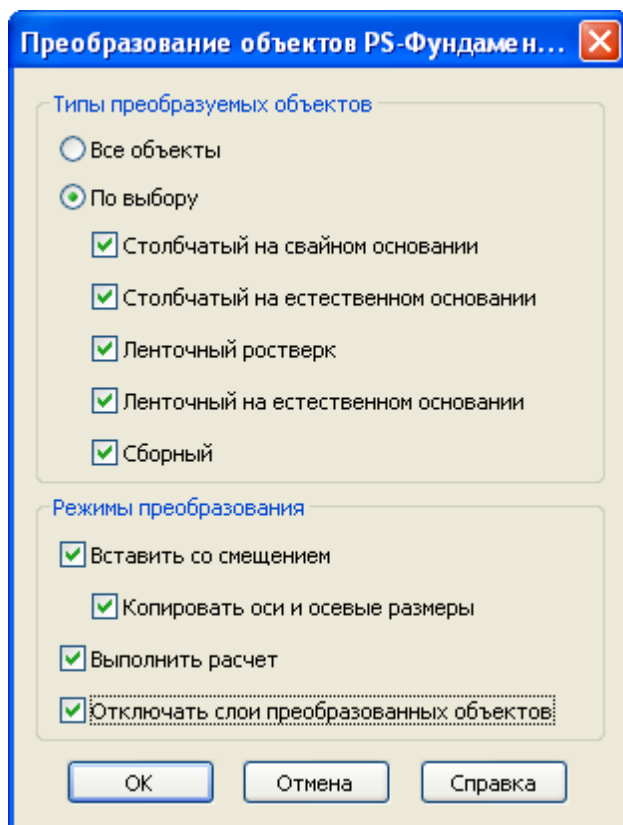 Преобразование объектов PS-Фундамен...
Типы преобразуемых объектов
Все объекты
По выбору
Столбчатый на свайном основании
Столбчатый на естественном основании
Ленточный ростверк
Ленточный на естественном основании
Сборный
Режимы преобразования
Вставить со смещением
Копировать оси и осевые размеры
Выполнить расчет
Отключать слои преобразованных объектов
ОК
Отмена
Справка